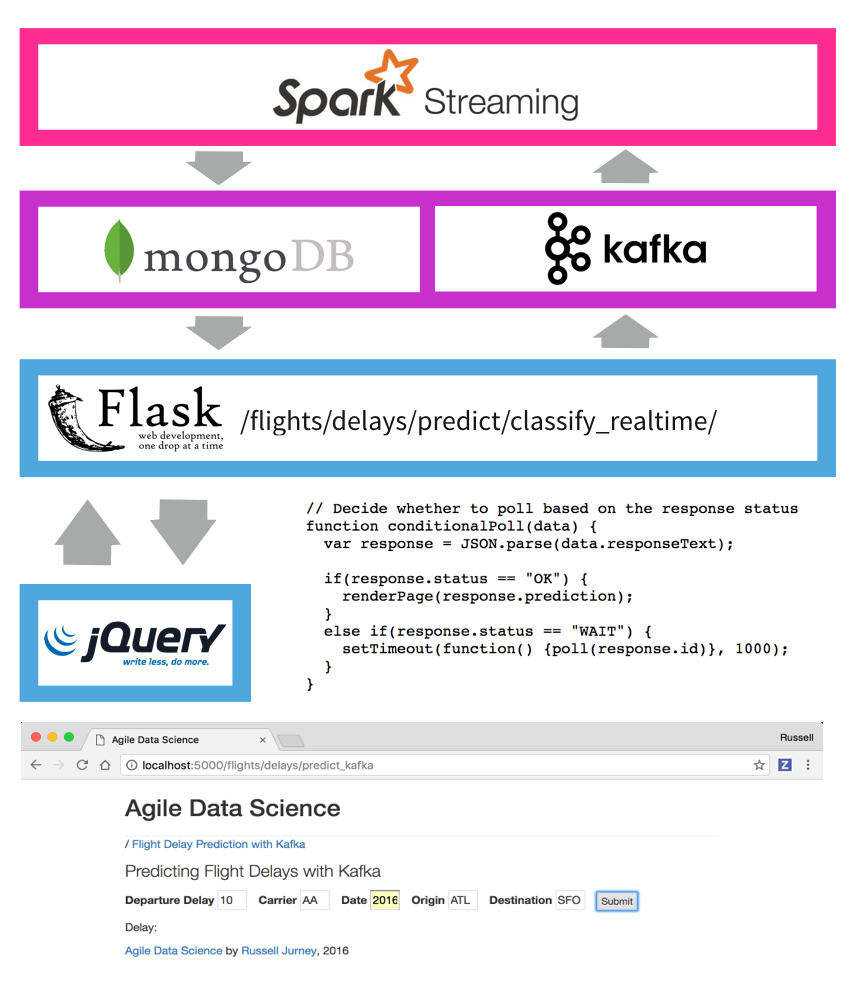 Spark Streaming
mongoDB
kafka
Flask
web development,
one drop at a time
/flights/delays/predict/classify_realtime/
// Decide whether to poll based on the response status
function conditionalPoll(data) {
  var response = JSON.parse(data.responseText);

  if(response.status == "OK") {
    renderPage(response.prediction);
  }
  else if(response.status == "WAIT") {
    setTimeout(function() {poll(response.id)}, 1000);
  }
}
jQuery
write less, do more.
Agile Data Science
Russell
localhost:5000/flights/delays/predict_kafka
Z
Agile Data Science
/ Flight Delay Prediction with Kafka
Predicting Flight Delays with Kafka
Departure Delay 10 Carrier AA Date 2016 Origin ATL Destination SFO Submit
Delay:
Agile Data Science by Russell Jurney, 2016